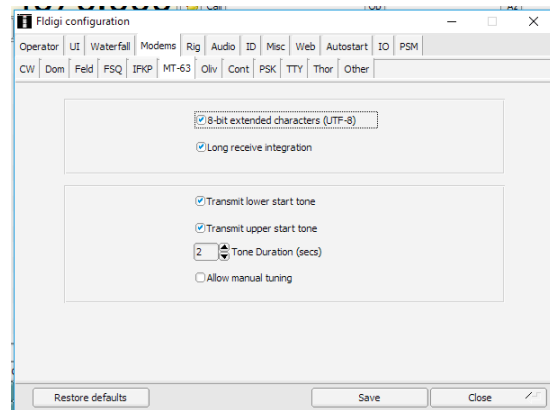 Call
Fldigi configuration
Operator UI Waterfall Modems Rig Audio ID Misc Web Autostart IO PSM
CW Dom Feld FSQ IFKP MT-63 Oliv Cont PSK TTY Thor Other
8-bit extended characters (UTF-8)
Long receive integration
Transmit lower start tone
Transmit upper start tone
2 Tone Duration (secs)
Allow manual tuning
Restore defaults Save Close